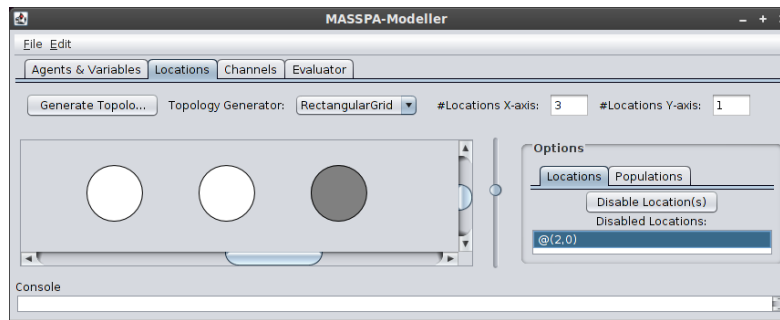 MASSPA-Modeller
File Edit
Agents & Variables Locations Channels Evaluator
Generate Topolo... Topology Generator: RectangularGrid #Locations X-axis: 3 #Locations Y-axis: 1
Options
Locations Populations
Disable Location(s)
Disabled Locations:
@(2,0)
Console